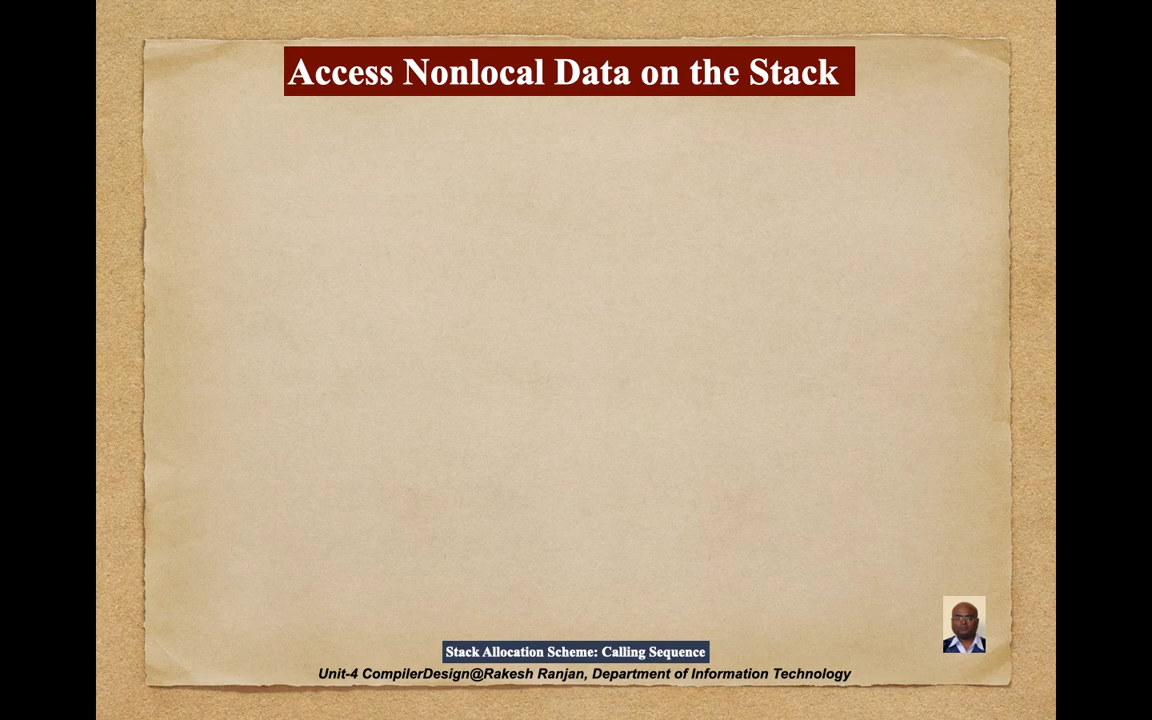 Access Nonlocal Data on the Stack
Stack Allocation Scheme: Calling Sequence
Unit-4 CompilerDesign@Rakesh Ranjan, Department of Information Technology